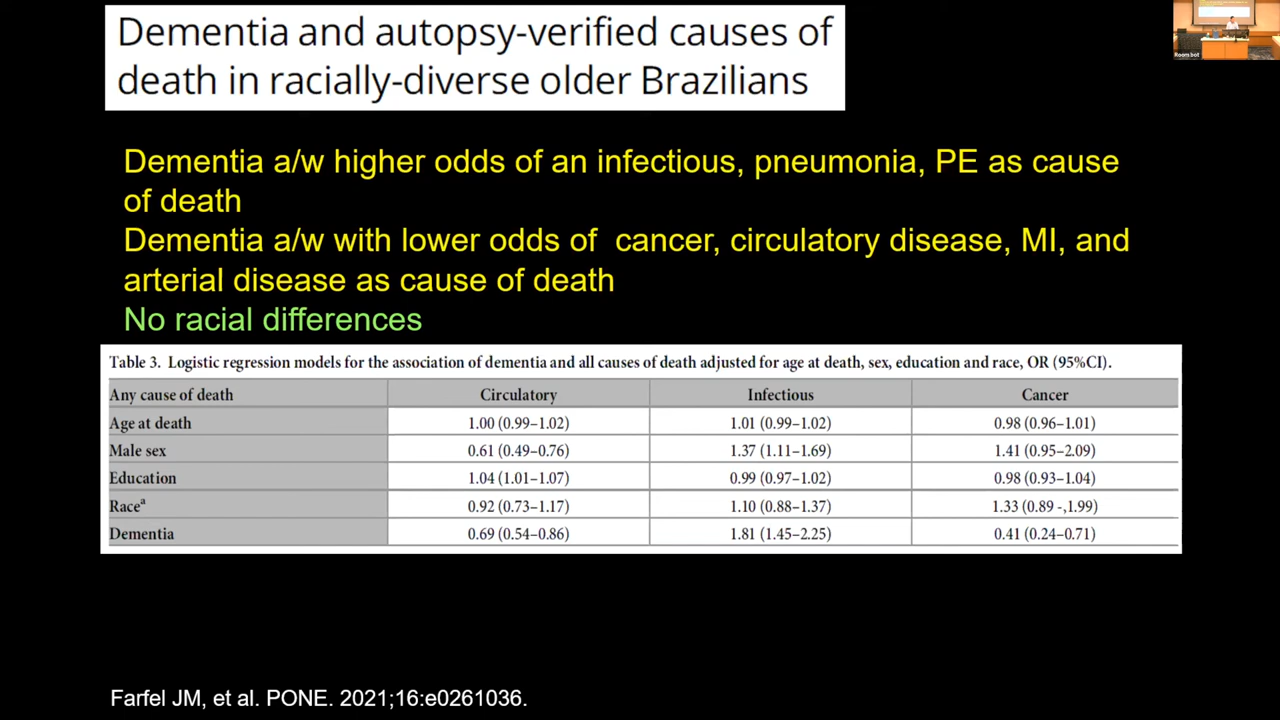 Dementia and autopsy-verified causes of
death in racially-diverse older Brazilians
Room bot
Dementia a/w higher odds of an infectious, pneumonia, PE as cause
of death
Dementia a/w with lower odds of  cancer, circulatory disease, MI, and
arterial disease as cause of death
No racial differences
Table 3. Logistic regression models for the association of dementia and all causes of death adjusted for age at death, sex, education and race, OR (95%CI).
Any cause of death Circulatory Infectious Cancer
Age at death 1.00 (0.99–1.02) 1.01 (0.99–1.02) 0.98 (0.96–1.01)
Male sex 0.61 (0.49–0.76) 1.37 (1.11–1.69) 1.41 (0.95–2.09)
Education 1.04 (1.01–1.07) 0.99 (0.97–1.02) 0.98 (0.93–1.04)
Raceᵃ 0.92 (0.73–1.17) 1.10 (0.88–1.37) 1.33 (0.89 -,1.99)
Dementia 0.69 (0.54–0.86) 1.81 (1.45–2.25) 0.41 (0.24–0.71)
Farfel JM, et al. PONE. 2021;16:e0261036.